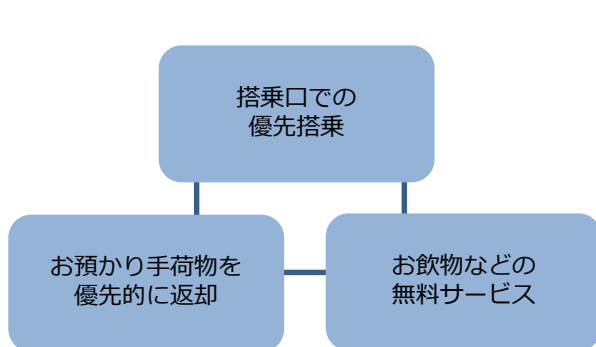 搭乗口での
優先搭乗
お預かり手荷物を
優先的に返却
お飲物などの
無料サービス